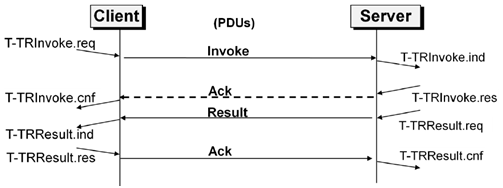 Client
(PDUs)
Server
T-TRInvoke.req
Invoke
T-TRInvoke.ind
Ack
T-TRInvoke.cnf
T-TRInvoke.res
Result
T-TRResult.ind
T-TRResult.req
T-TRResult.res
Ack
T-TRResult.cnf